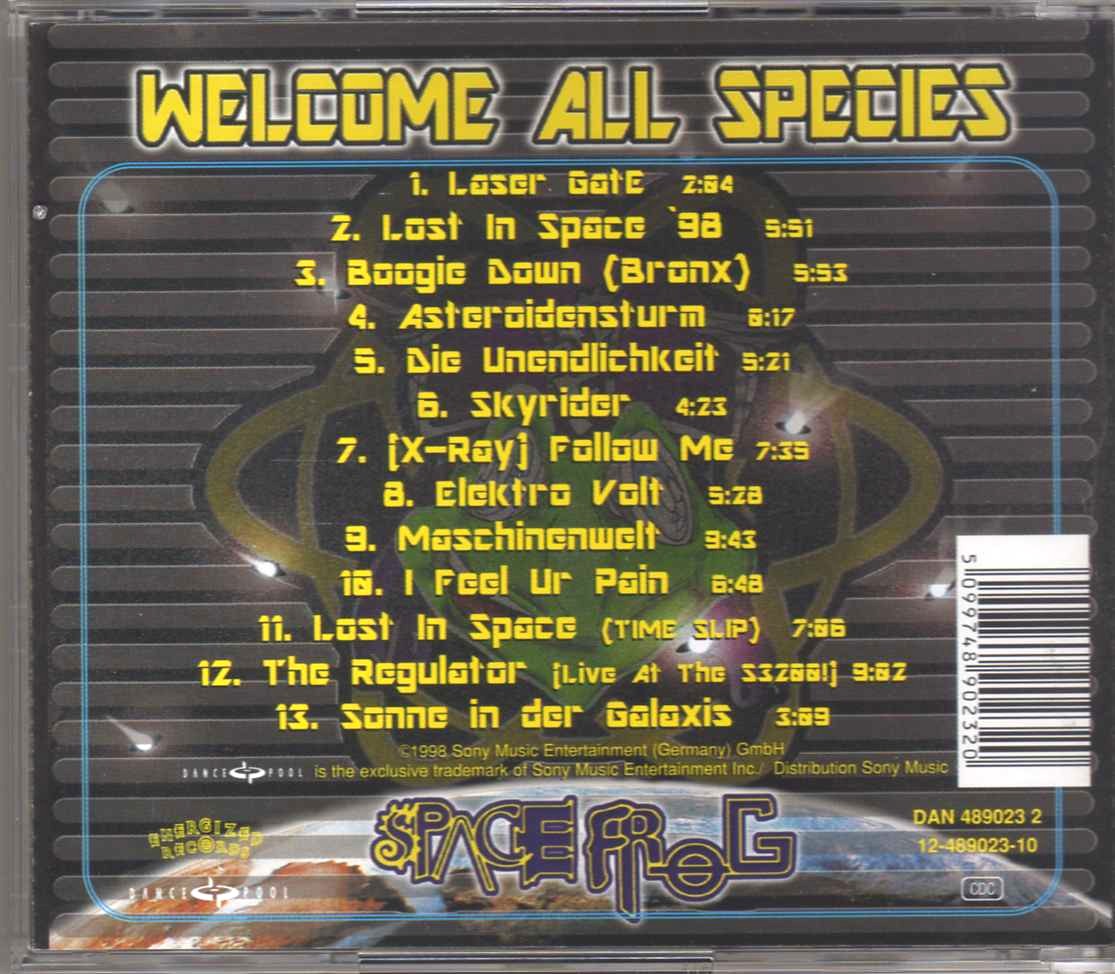 WELCOME ALL SPECIES
1. Laser Gate 2:04
2. Lost In Space '98 5:51
3. Boogie Down (Bronx) 5:53
4. Asteroidensturm 6:17
5. Die Unendlichkeit 5:21
6. Skyrider 4:23
7. [X-Ray] Follow Me 7:35
8. Elektro Volt 5:28
9. Maschinenwelt 9:43
10. I Feel Ur Pain 6:48
11. Lost In Space (TIME SLIP) 7:06
12. The Regulator [Live At The S3200!] 9:02
13. Sonne in der Galaxis 3:09
©1998 Sony Music Entertainment (Germany) GmbH
DANCE POOL is the exclusive trademark of Sony Music Entertainment Inc./ Distribution Sony Music
5 099748 902320
SPACE FROG
ENERGIZED
RECORDS
DANCE POOL
DAN 489023 2
12-489023-10
CDC